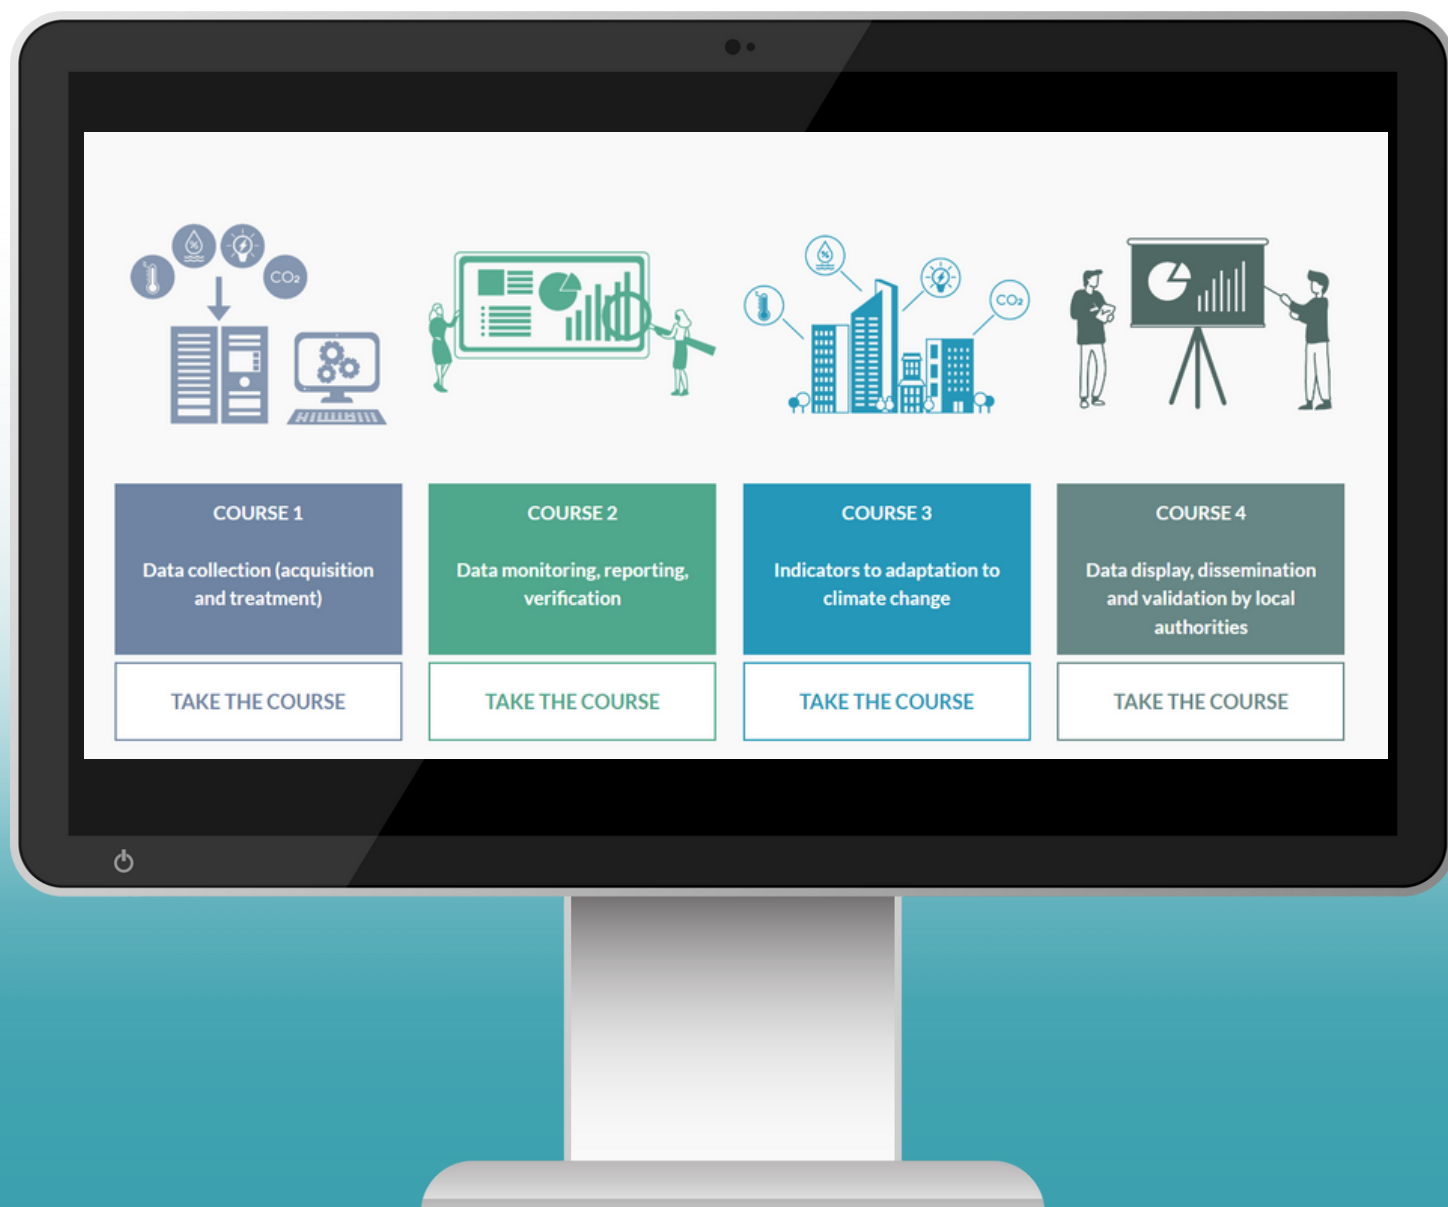 CO₂
CO₂
COURSE 1
Data collection (acquisition
and treatment)
TAKE THE COURSE
COURSE 2
Data monitoring, reporting,
verification
TAKE THE COURSE
COURSE 3
Indicators to adaptation to
climate change
TAKE THE COURSE
COURSE 4
Data display, dissemination
and validation by local
authorities
TAKE THE COURSE